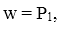 w = P₁,